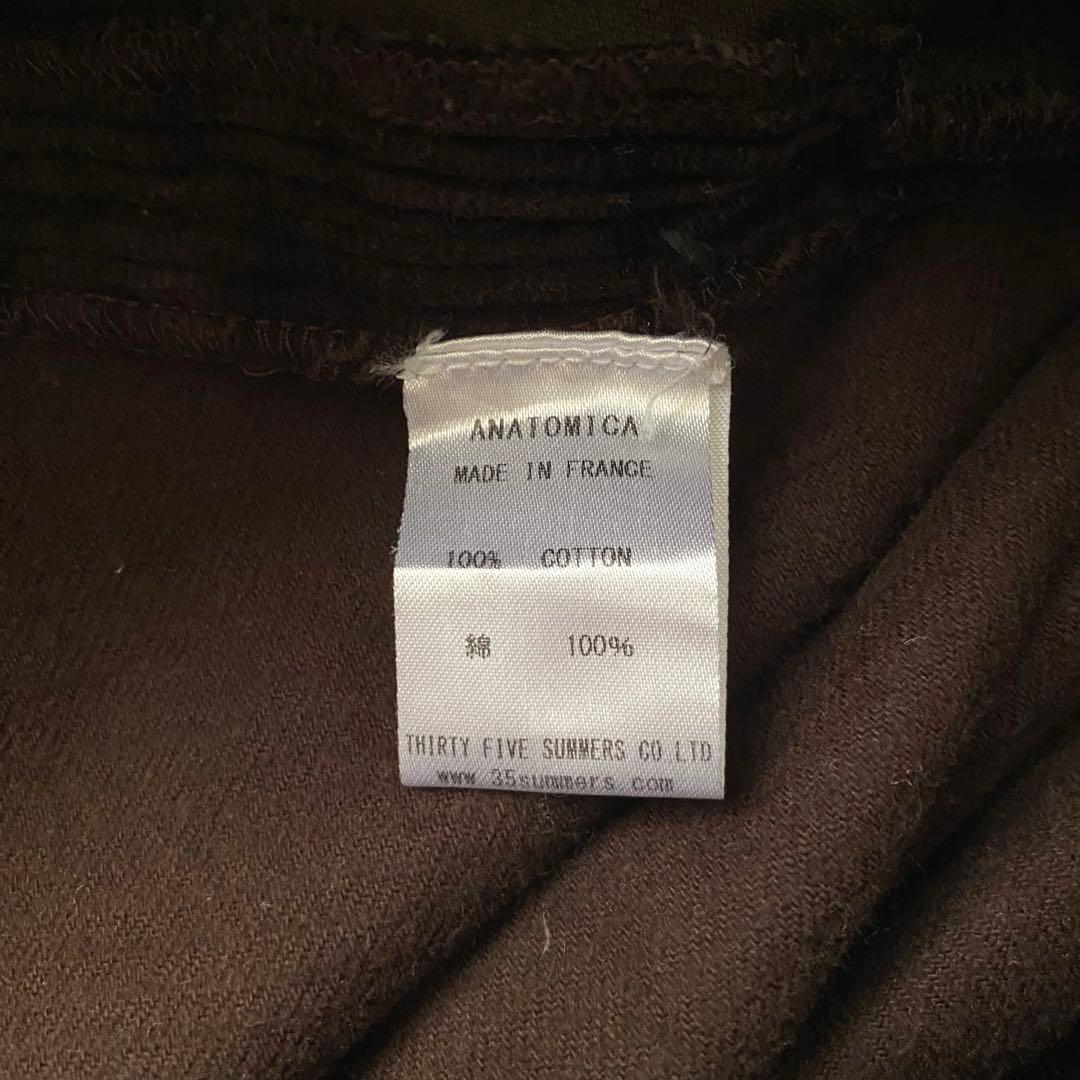 ANATOMICA
MADE IN FRANCE
100% COTTON
綿 100%
THIRTY FIVE SUMMERS CO LTD
www 35summers com